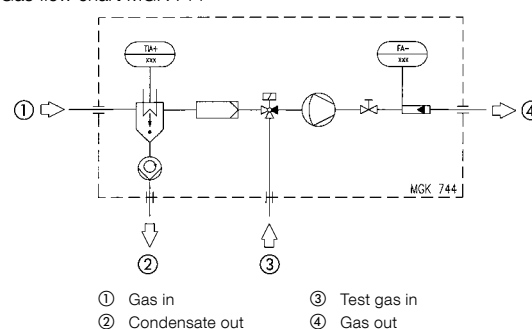 Gas flow chart MGK 744
TIA+
xxx
FA-
xxx
①
④
MGK 744
②
③
① Gas in
③ Test gas in
② Condensate out
④ Gas out